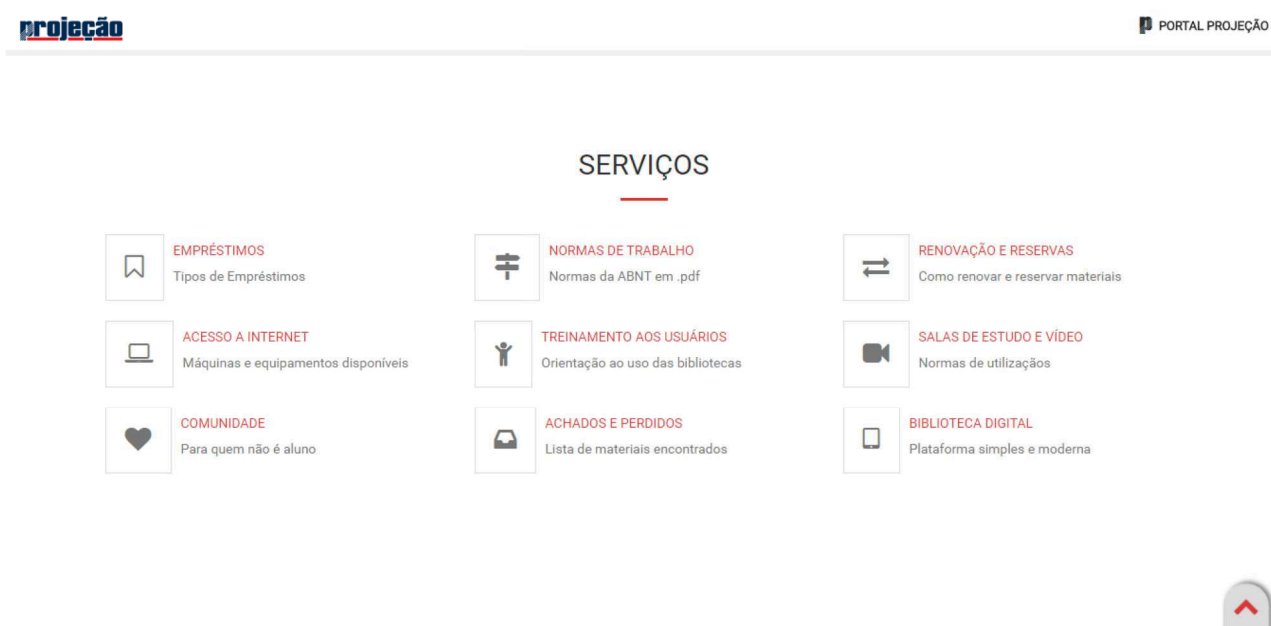 projeção
PORTAL PROJEÇÃO
SERVIÇOS
EMPRÉSTIMOS
Tipos de Empréstimos
NORMAS DE TRABALHO
Normas da ABNT em .pdf
RENOVAÇÃO E RESERVAS
Como renovar e reservar materiais
ACESSO A INTERNET
Máquinas e equipamentos disponíveis
TREINAMENTO AOS USUÁRIOS
Orientação ao uso das bibliotecas
SALAS DE ESTUDO E VÍDEO
Normas de utilizaçãos
COMUNIDADE
Para quem não é aluno
ACHADOS E PERDIDOS
Lista de materiais encontrados
BIBLIOTECA DIGITAL
Plataforma simples e moderna